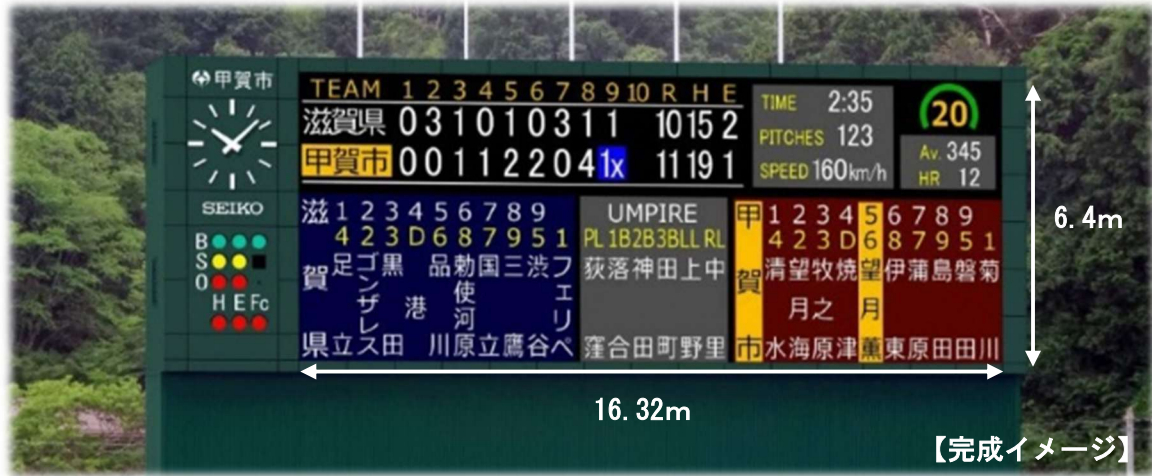 甲賀市
SEIKO
B
S
O
H E Fc
TEAM 1 2 3 4 5 6 7 8 9 10 R H E
滋賀県 0 3 1 0 1 0 3 1 1 10 15 2
甲賀市 0 0 1 1 2 2 0 4 1x 11 19 1
TIME 2:35
PITCHES 123
SPEED 160km/h
20
Av. 345
HR 12
滋賀県
1 2 3 4 5 6 7 8 9
4 2 3 D 6 8 7 9 5 1
足立
ゴンザレス
黒田
港
品川
勅使河原
国立
三鷹
渋谷
フェリペ
UMPIRE
PL 1B 2B 3B LL RL
荻窪
落合
神田
田町
上野
中里
甲賀市
1 2 3 4 5 6 7 8 9
4 2 3 D 6 8 7 9 5 1
清水
望月海
牧之原
焼津
望月薫
伊東
蒲原
島田
磐田
菊川
6.4m
16.32m
【完成イメージ】